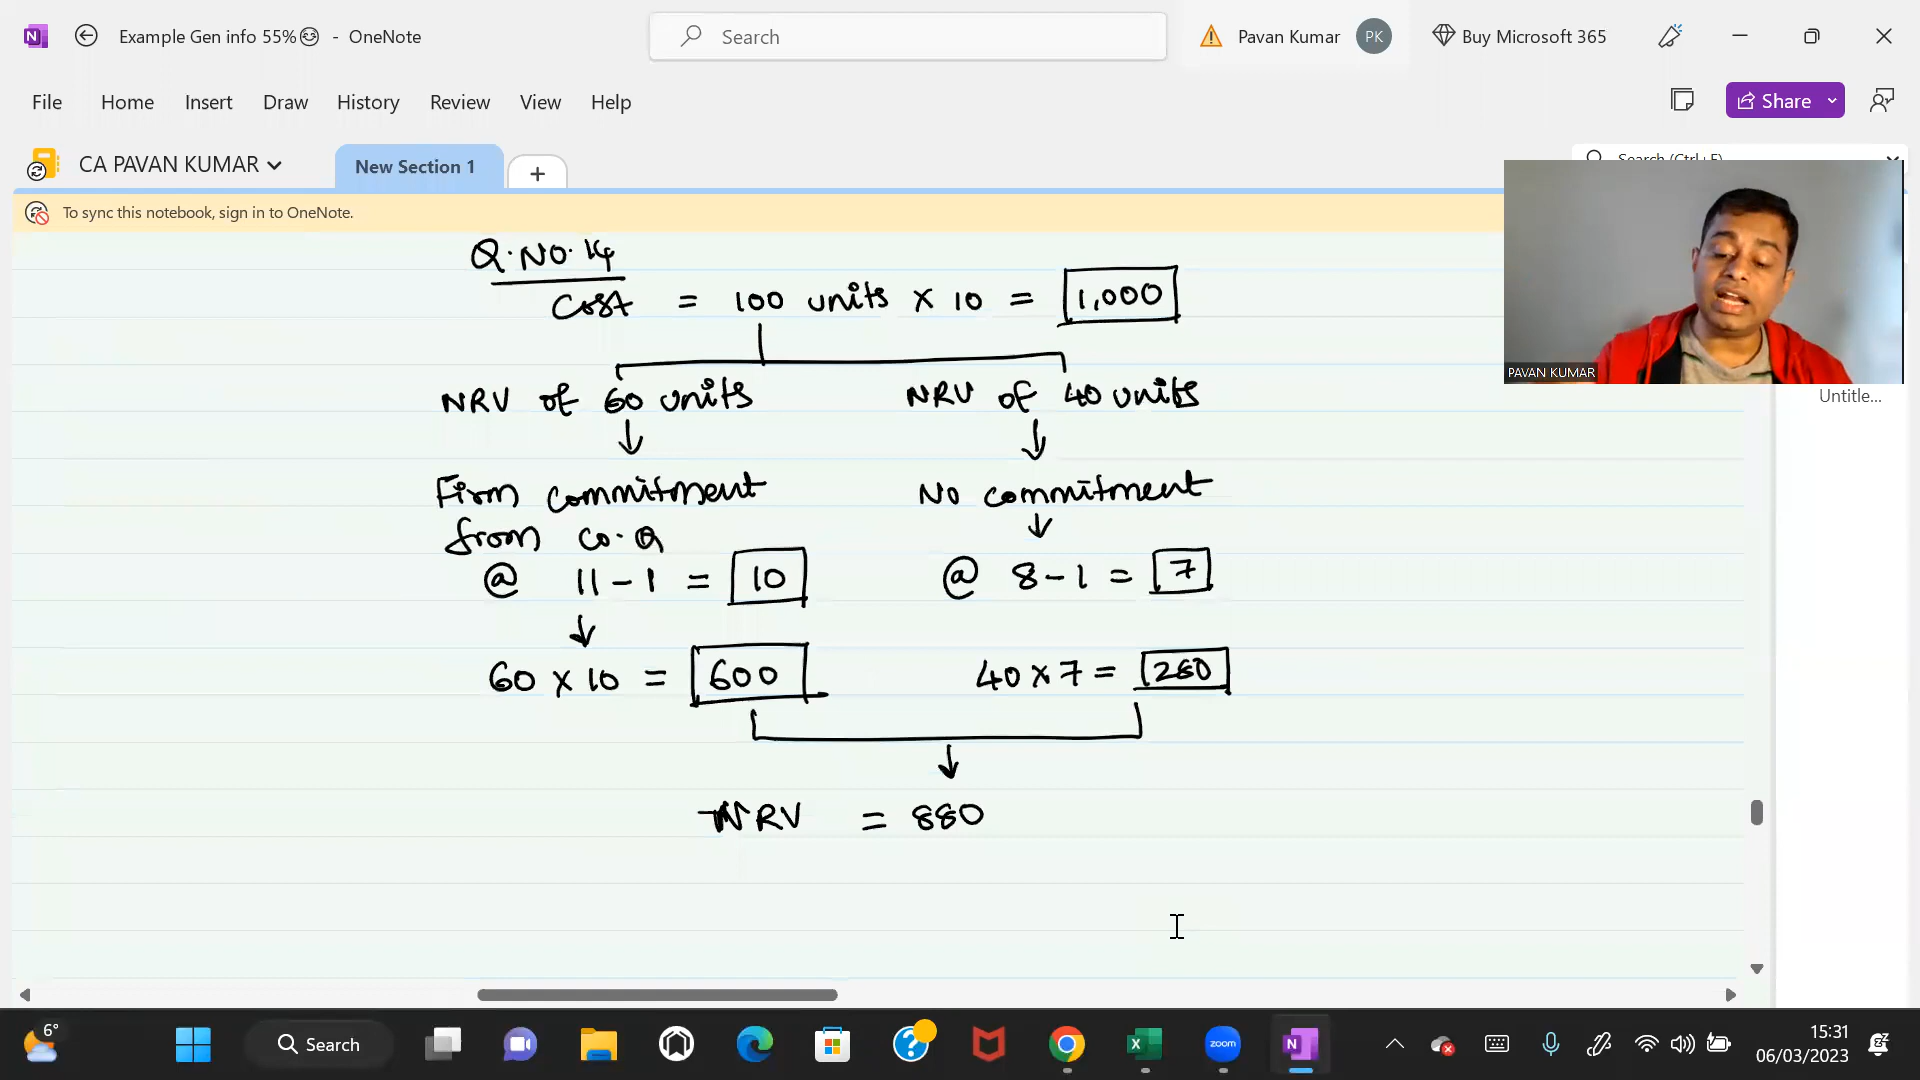 Example Gen info 55% - OneNote
Search
Pavan Kumar
PK
Buy Microsoft 365
File Home Insert Draw History Review View Help
Share
CA PAVAN KUMAR
New Section 1
+
Search (Ctrl+F)
To sync this notebook, sign in to OneNote.
PAVAN KUMAR
Untitle...
Q.NO.14
Cost = 100 units × 10 = 1,000
NRV of 60 units
NRV of 40 units
Firm commitment
from co.Q
No commitment
@ 11 - 1 = 10
@ 8 - 1 = 7
60 × 10 = 600
40 × 7 = 280
NRV = 880
6°
Search
zoom
15:31
06/03/2023